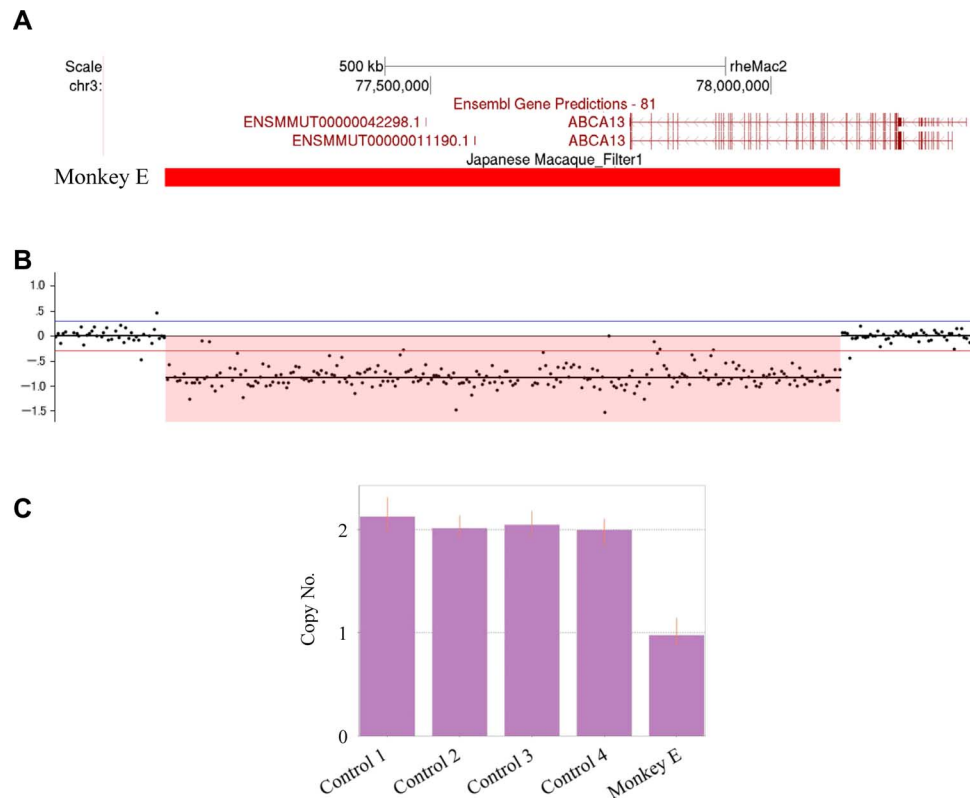 A
Scale 500 kb rheMac2
chr3: 77,500,000 78,000,000
Ensembl Gene Predictions - 81
ENSMMUT00000042298.1 ABCA13
ENSMMUT00000011190.1 ABCA13
Japanese Macaque_Filter1
Monkey E
B
1.0
.5
0
-.5
-1.0
-1.5
C
Copy No.
2
1
0
Control 1 Control 2 Control 3 Control 4 Monkey E